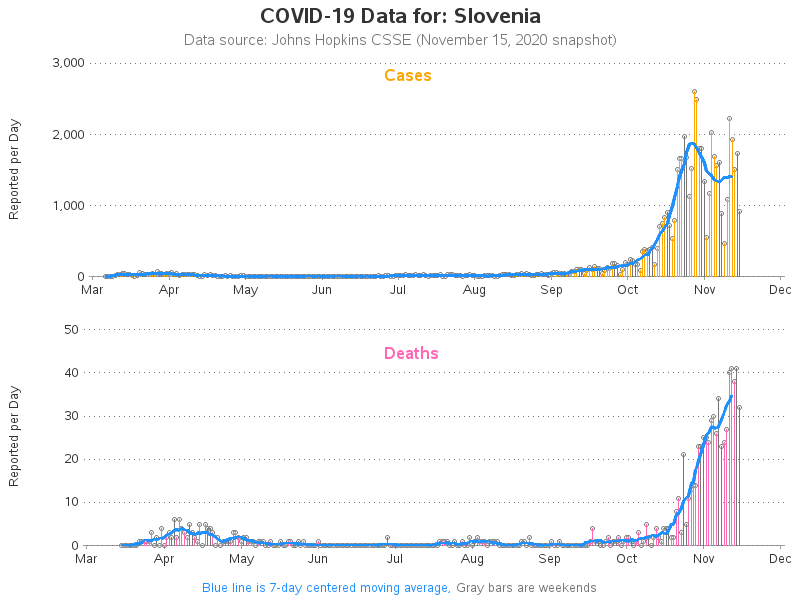 COVID-19 Data for: Slovenia
Data source: Johns Hopkins CSSE (November 15, 2020 snapshot)
Cases
Reported per Day
3,000
2,000
1,000
0
Mar Apr May Jun Jul Aug Sep Oct Nov Dec
Deaths
Reported per Day
50
40
30
20
10
0
Mar Apr May Jun Jul Aug Sep Oct Nov Dec
Blue line is 7-day centered moving average, Gray bars are weekends